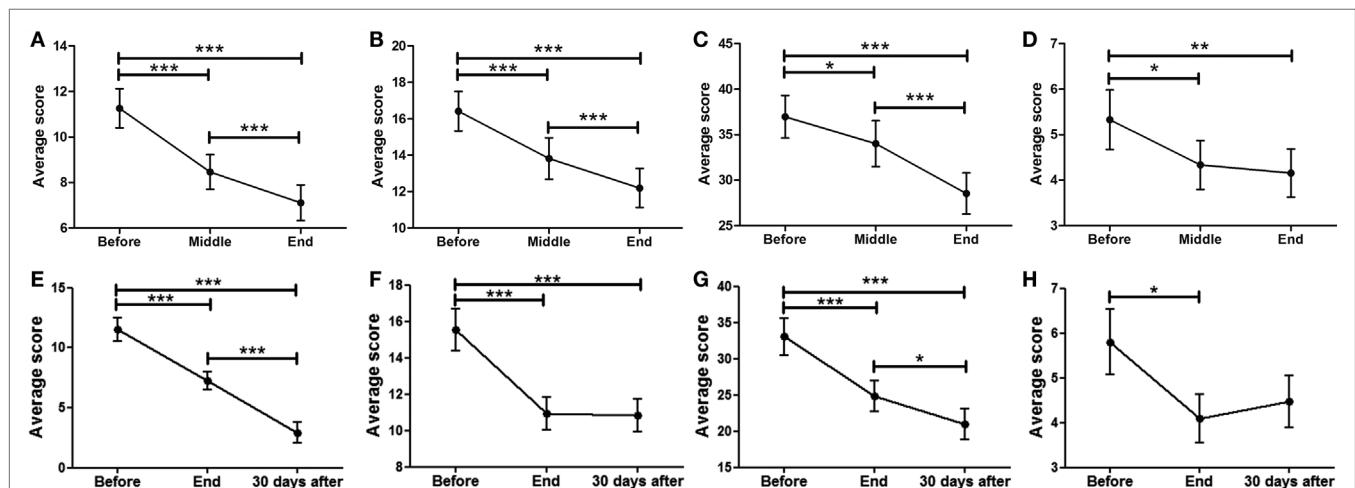 A
Average score
14
12
10
8
6
***
***
***
Before Middle End
B
Average score
20
18
16
14
12
10
***
***
***
Before Middle End
C
Average score
45
40
35
30
25
***
*
***
Before Middle End
D
Average score
7
6
5
4
3
**
*
Before Middle End
E
Average score
15
10
5
0
***
***
***
Before End 30 days after
F
Average score
18
16
14
12
10
8
***
***
Before End 30 days after
G
Average score
40
35
30
25
20
15
***
***
*
Before End 30 days after
H
Average score
7
6
5
4
3
*
Before End 30 days after